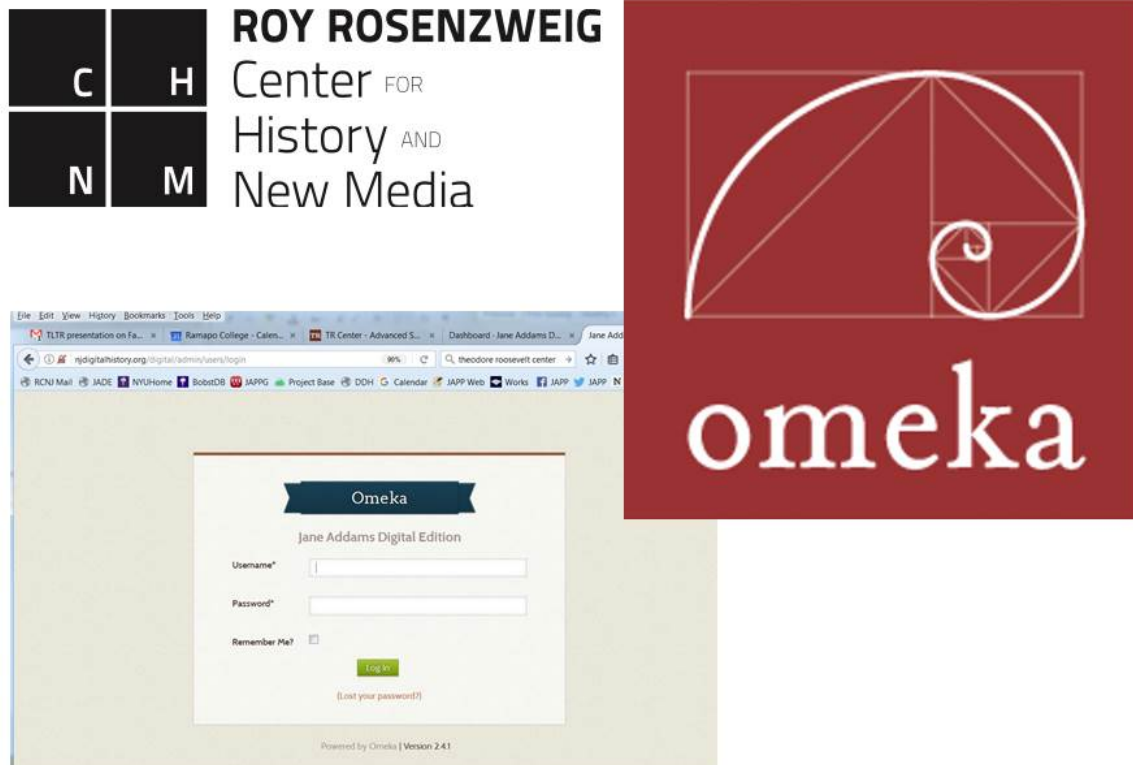 C H
N M
ROY ROSENZWEIG
Center FOR
History AND
New Media
omeka
File Edit View History Bookmarks Tools Help
TLTR presentation on Fa... × Ramapo College - Calen... × TR Center - Advanced S... × Dashboard - Jane Addams D... × Jane Add
njdigitalhistory.org/digital/admin/users/login 90% theodore roosevelt center
RCNJ Mail JADE NYUHome BobstDB JAPPG Project Base DDH Calendar JAPP Web Works JAPP JAPP N
Omeka
Jane Addams Digital Edition
Username*
Password*
Remember Me?
Log In
(Lost your password?)
Powered by Omeka | Version 2.4.1